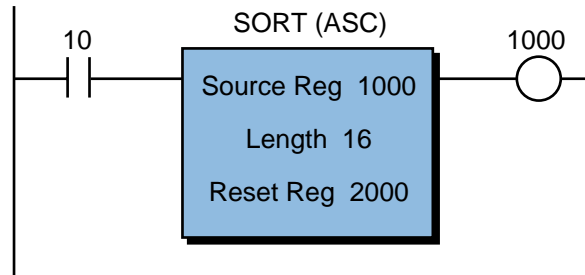 SORT (ASC)
10
1000
Source Reg 1000
Length 16
Reset Reg 2000